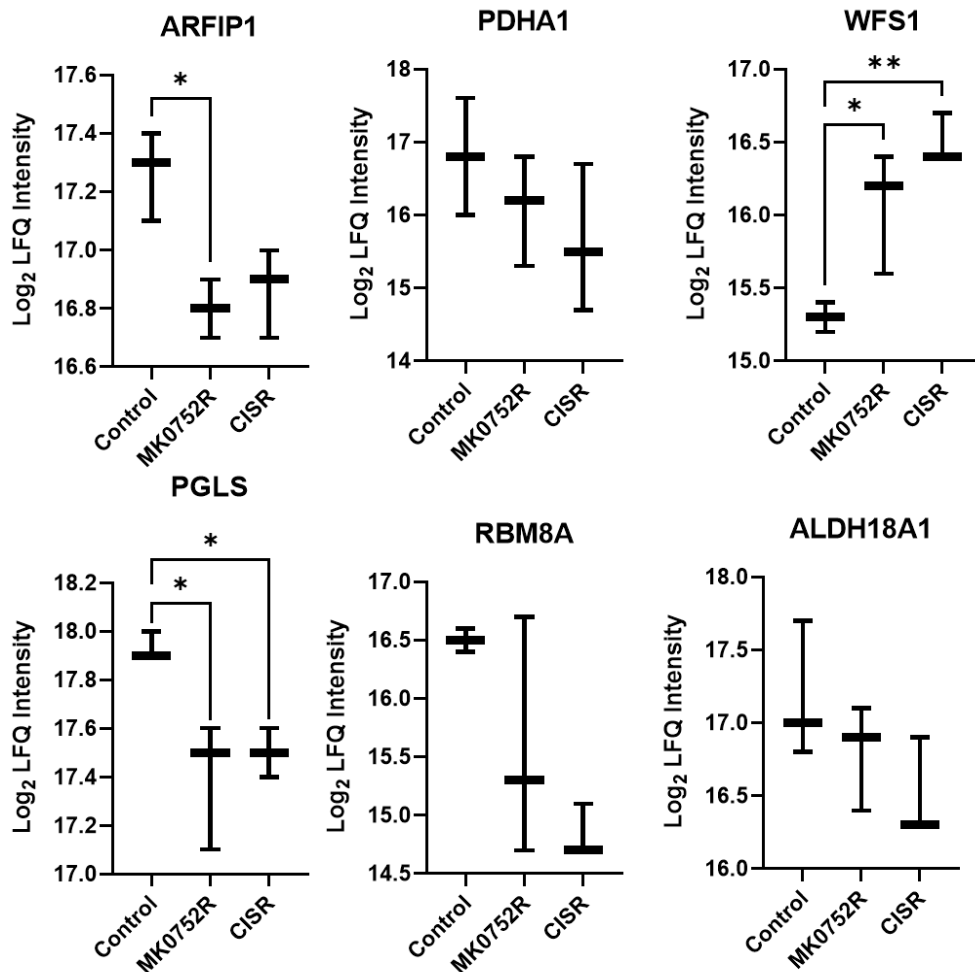 ARFIP1
Log₂ LFQ Intensity
17.6
17.4
17.2
17.0
16.8
16.6
*
Control
MK0752R
CISR
PDHA1
Log₂ LFQ Intensity
18
17
16
15
14
Control
MK0752R
CISR
WFS1
Log₂ LFQ Intensity
17.0
16.5
16.0
15.5
15.0
**
*
Control
MK0752R
CISR
PGLS
Log₂ LFQ Intensity
18.2
18.0
17.8
17.6
17.4
17.2
17.0
*
*
Control
MK0752R
CISR
RBM8A
Log₂ LFQ Intensity
17.0
16.5
16.0
15.5
15.0
14.5
Control
MK0752R
CISR
ALDH18A1
Log₂ LFQ Intensity
18.0
17.5
17.0
16.5
16.0
Control
MK0752R
CISR